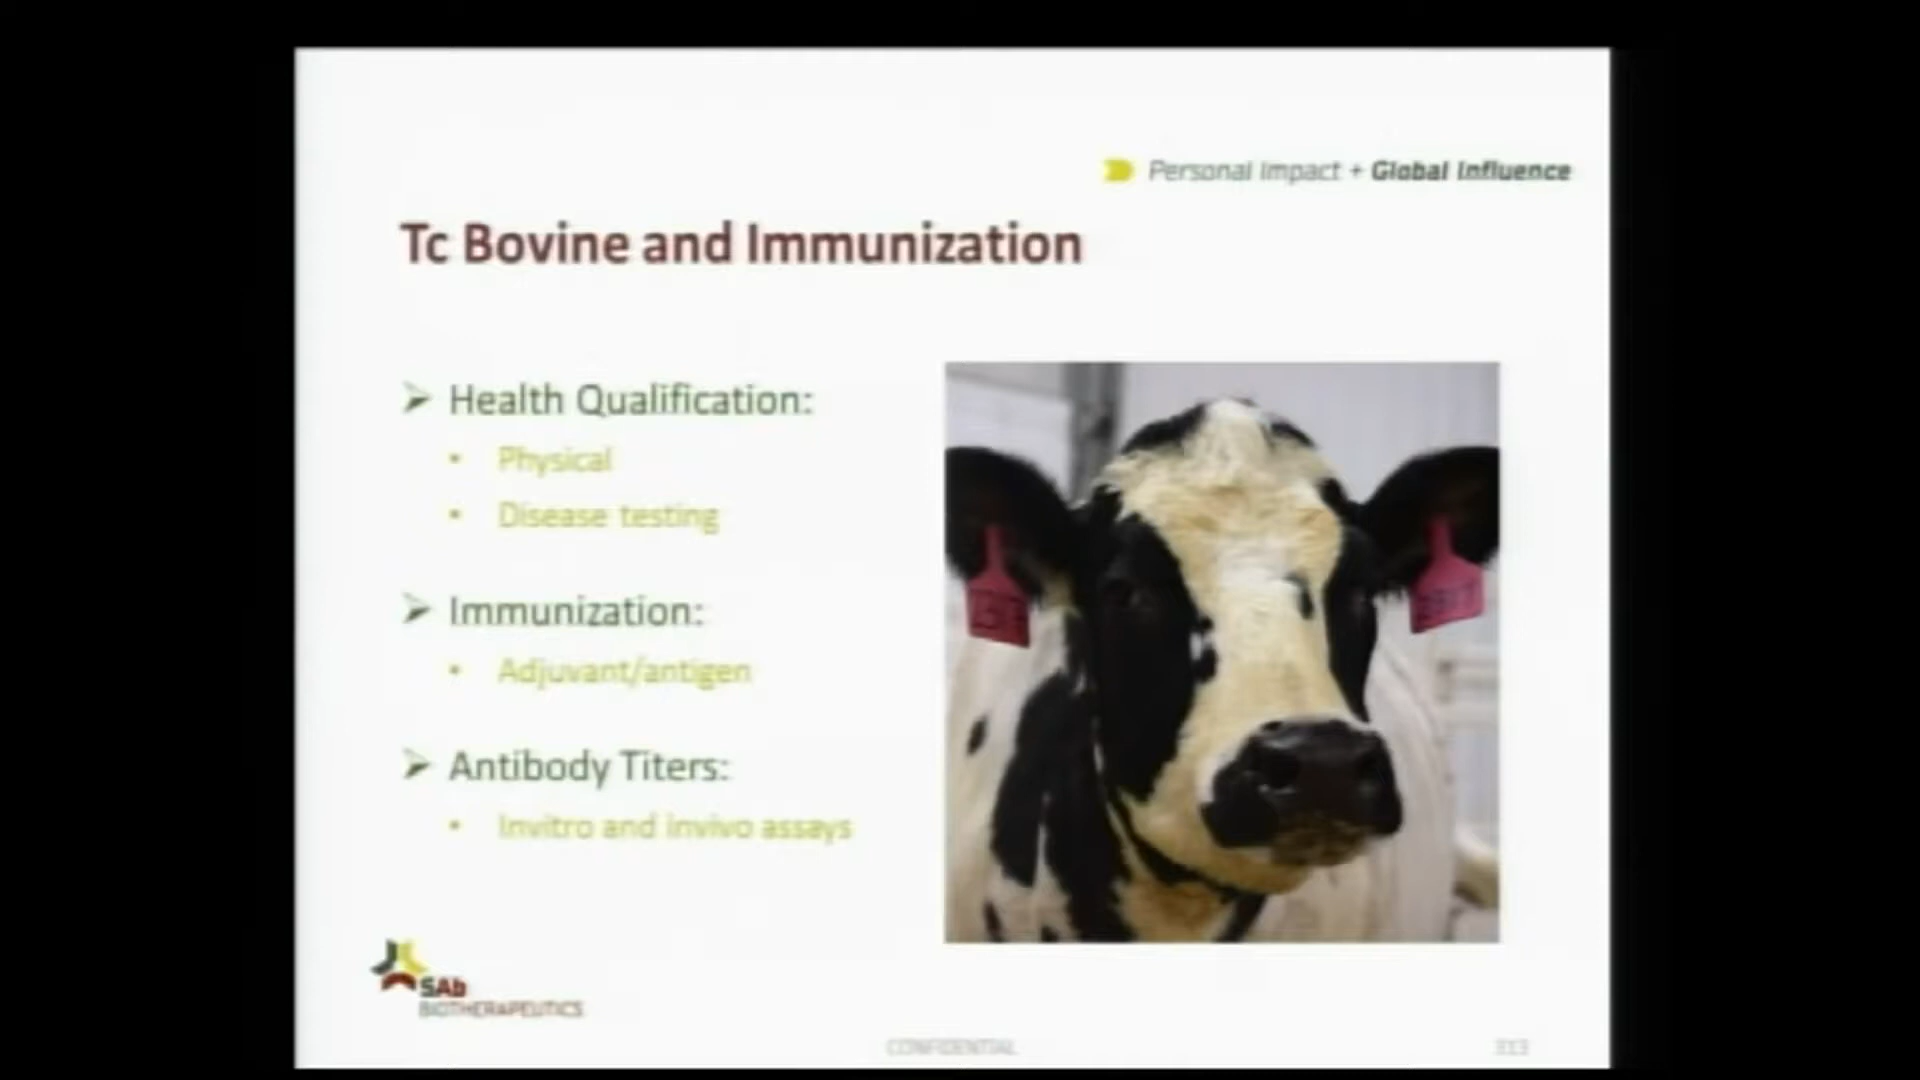 Personal Impact + Global Influence
Tc Bovine and Immunization
➤ Health Qualification:
• Physical
• Disease testing
➤ Immunization:
• Adjuvant/antigen
➤ Antibody Titers:
• Invitro and invivo assays
SAb
BIOTHERAPEUTICS
CONFIDENTIAL